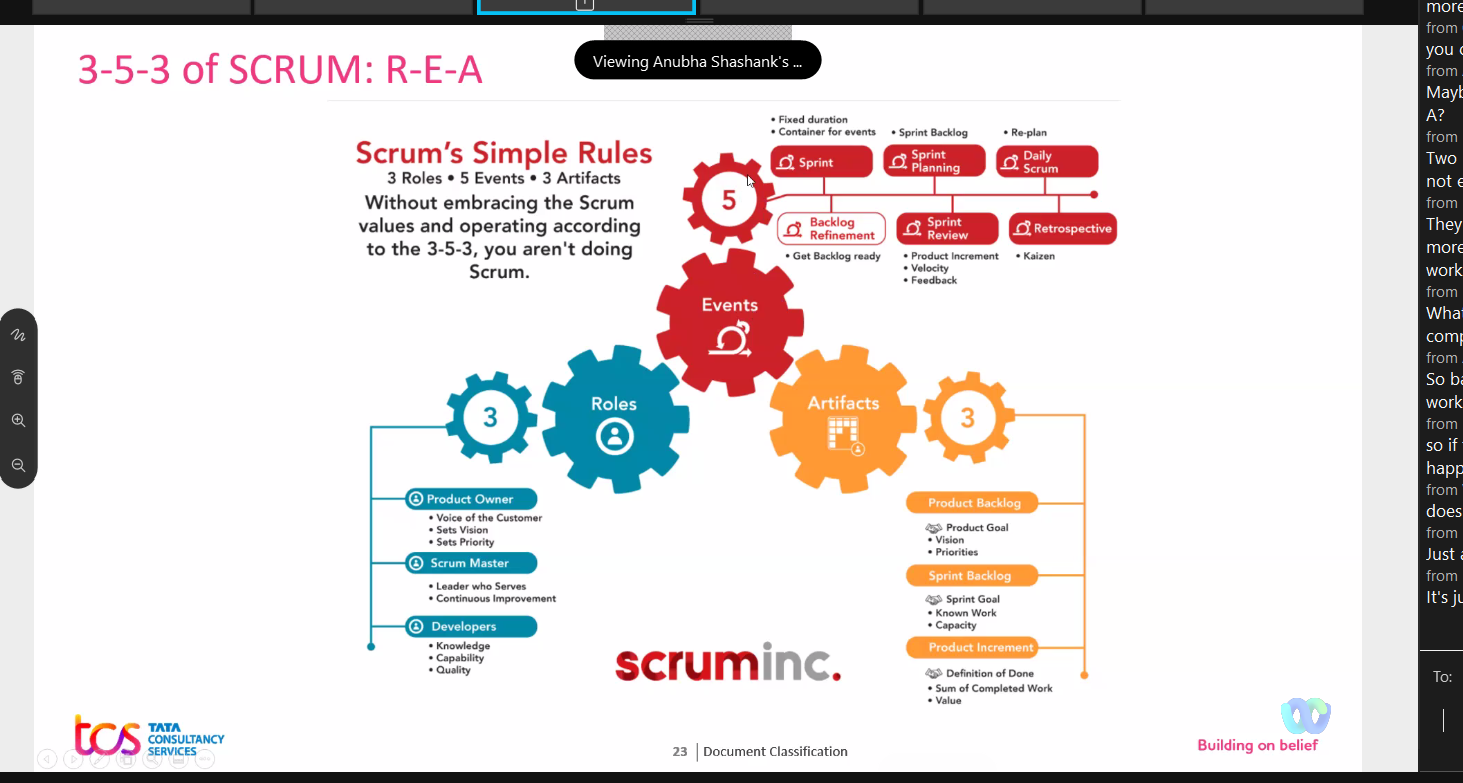 Viewing Anubha Shashank's ...
3-5-3 of SCRUM: R-E-A
Scrum's Simple Rules
3 Roles • 5 Events • 3 Artifacts
Without embracing the Scrum
values and operating according
to the 3-5-3, you aren't doing
Scrum.
5
• Fixed duration
• Container for events
Sprint
• Sprint Backlog
Sprint
Planning
• Re-plan
Daily
Scrum
Backlog
Refinement
• Get Backlog ready
Sprint
Review
• Product Increment
• Velocity
• Feedback
Retrospective
• Kaizen
Events
3
Roles
Artifacts
3
Product Owner
• Voice of the Customer
• Sets Vision
• Sets Priority
Scrum Master
• Leader who Serves
• Continuous Improvement
Developers
• Knowledge
• Capability
• Quality
Product Backlog
Product Goal
• Vision
• Priorities
Sprint Backlog
Sprint Goal
• Known Work
• Capacity
Product Increment
Definition of Done
• Sum of Completed Work
• Value
scruminc.
tcs TATA
CONSULTANCY
SERVICES
23 | Document Classification
Building on belief
more
from
you
from
A?
from
Two
not
from
They
more
work
from
from
So
work
from
so if
from
does
from
Just
from
It's
To: